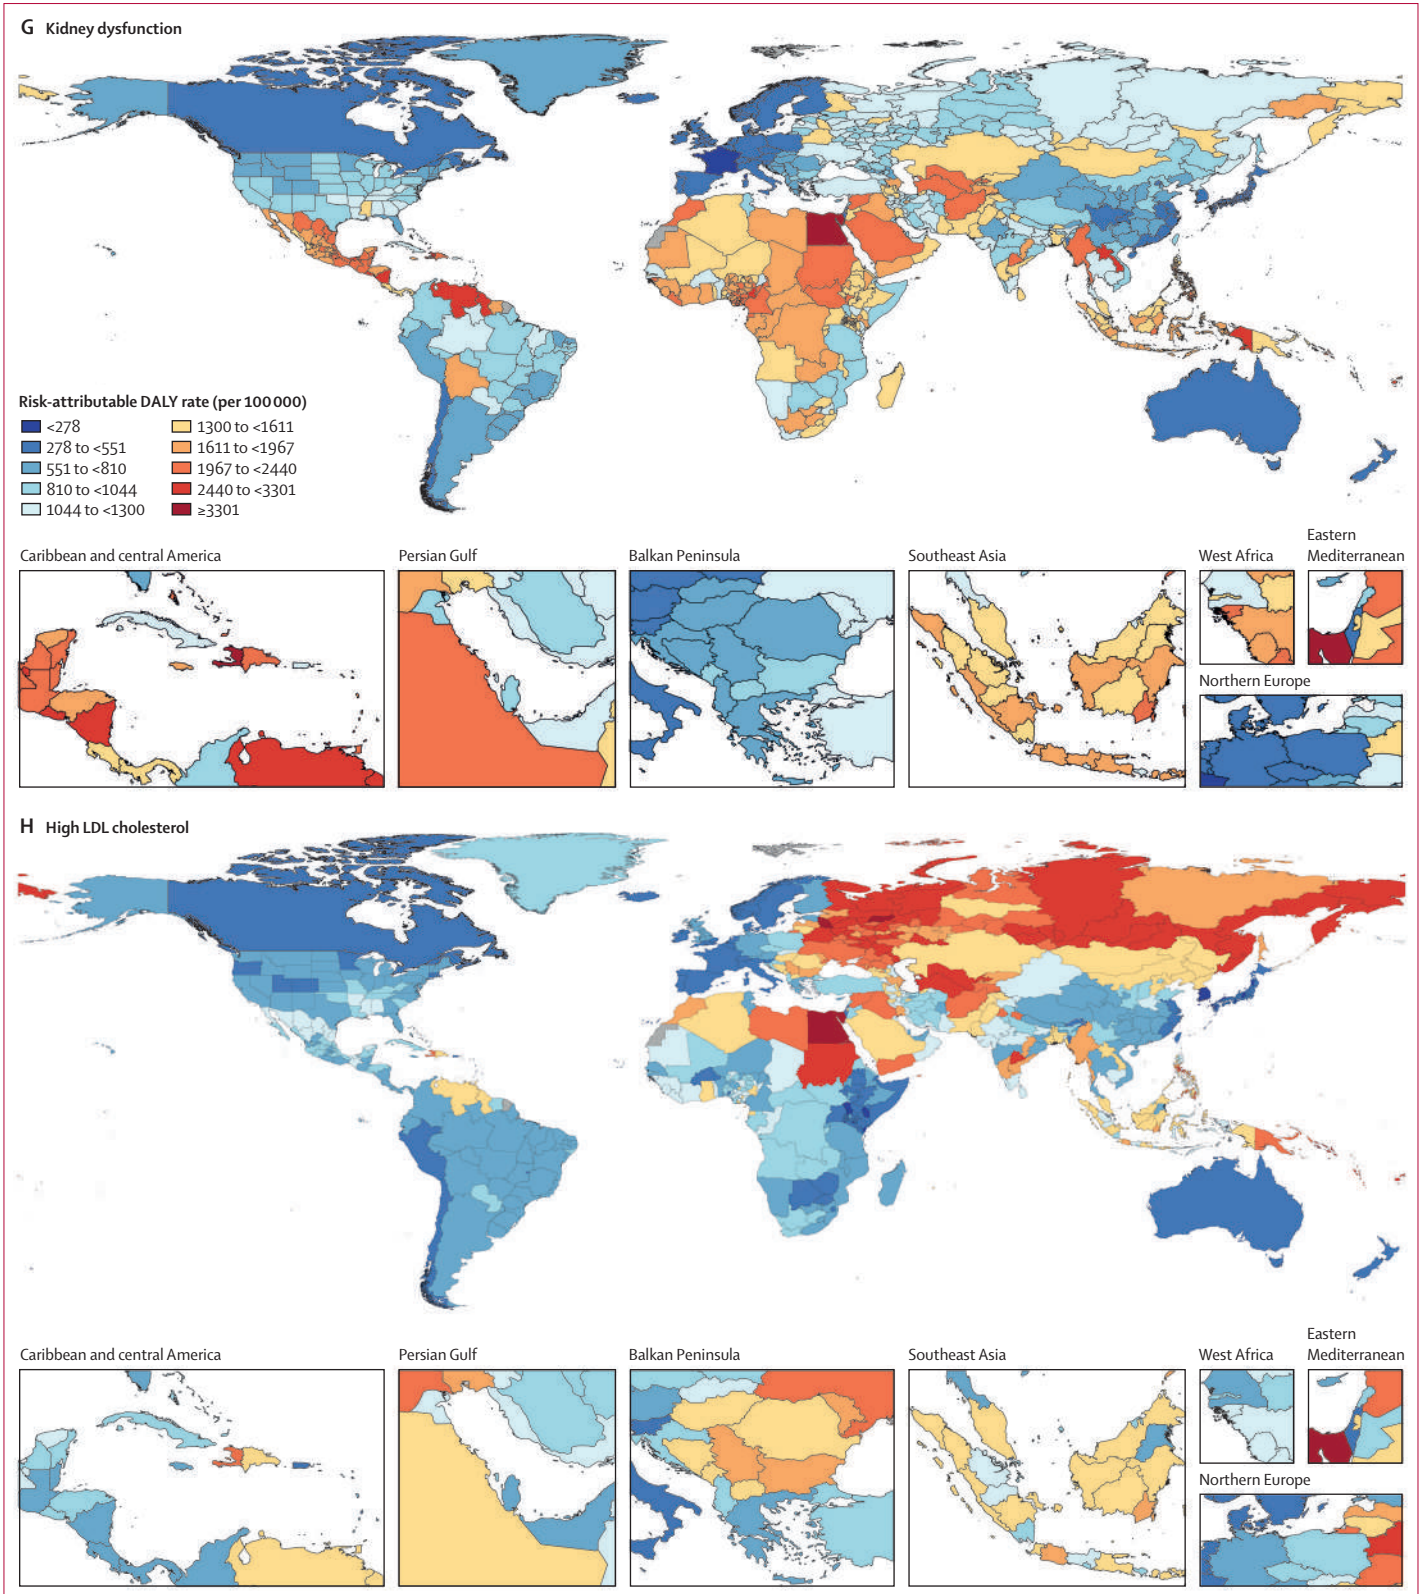 G Kidney dysfunction
Risk-attributable DALY rate (per 100 000)
<278
278 to <551
551 to <810
810 to <1044
1044 to <1300
1300 to <1611
1611 to <1967
1967 to <2440
2440 to <3301
≥3301
Caribbean and central America
Persian Gulf
Balkan Peninsula
Southeast Asia
West Africa
Eastern
Mediterranean
Northern Europe
H High LDL cholesterol
Caribbean and central America
Persian Gulf
Balkan Peninsula
Southeast Asia
West Africa
Eastern
Mediterranean
Northern Europe